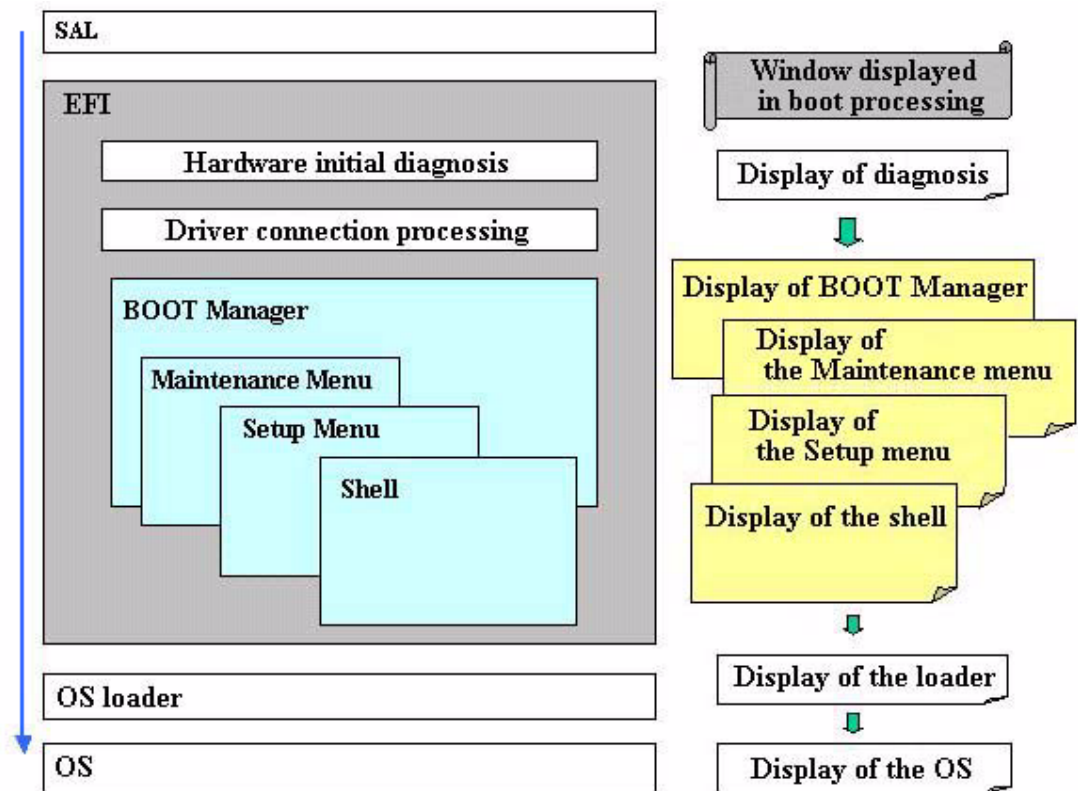 SAL
EFI
Hardware initial diagnosis
Driver connection processing
BOOT Manager
Maintenance Menu
Setup Menu
Shell
OS loader
OS
Window displayed
in boot processing
Display of diagnosis
Display of BOOT Manager
Display of
the Maintenance menu
Display of
the Setup menu
Display of the shell
Display of the loader
Display of the OS